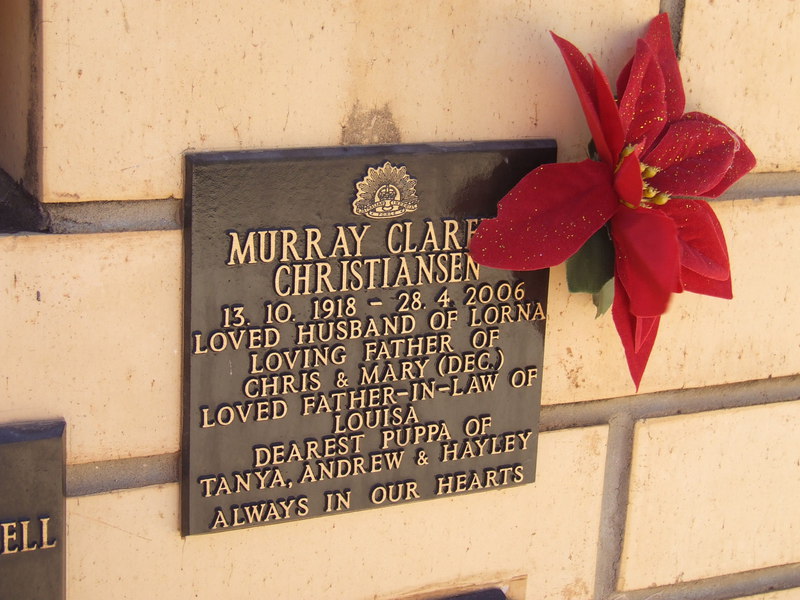 MURRAY
CHRISTIANSEN
13. 10. 1918 - 28. 4. 2006
LOVED HUSBAND OF LORNA
LOVING FATHER OF
CHRIS & MARY (DEC.)
LOVED FATHER-IN-LAW OF
LOUISA
DEAREST PUPPA OF
TANYA, ANDREW & HAYLEY
ALWAYS IN OUR HEARTS
ELL